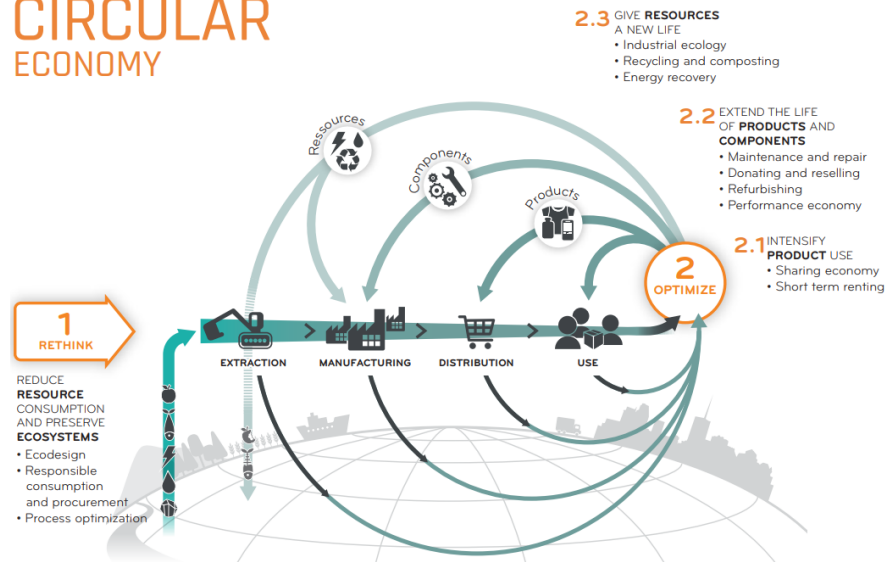 CIRCULAR
ECONOMY
2.3 GIVE RESOURCES
A NEW LIFE
• Industrial ecology
• Recycling and composting
• Energy recovery
2.2 EXTEND THE LIFE
OF PRODUCTS AND
COMPONENTS
• Maintenance and repair
• Donating and reselling
• Refurbishing
• Performance economy
2.1 INTENSIFY
PRODUCT USE
• Sharing economy
• Short term renting
Ressources
Components
Products
2
OPTIMIZE
1
RETHINK
EXTRACTION
MANUFACTURING
DISTRIBUTION
USE
REDUCE
RESOURCE
CONSUMPTION
AND PRESERVE
ECOSYSTEMS
• Ecodesign
• Responsible
consumption
and procurement
• Process optimization